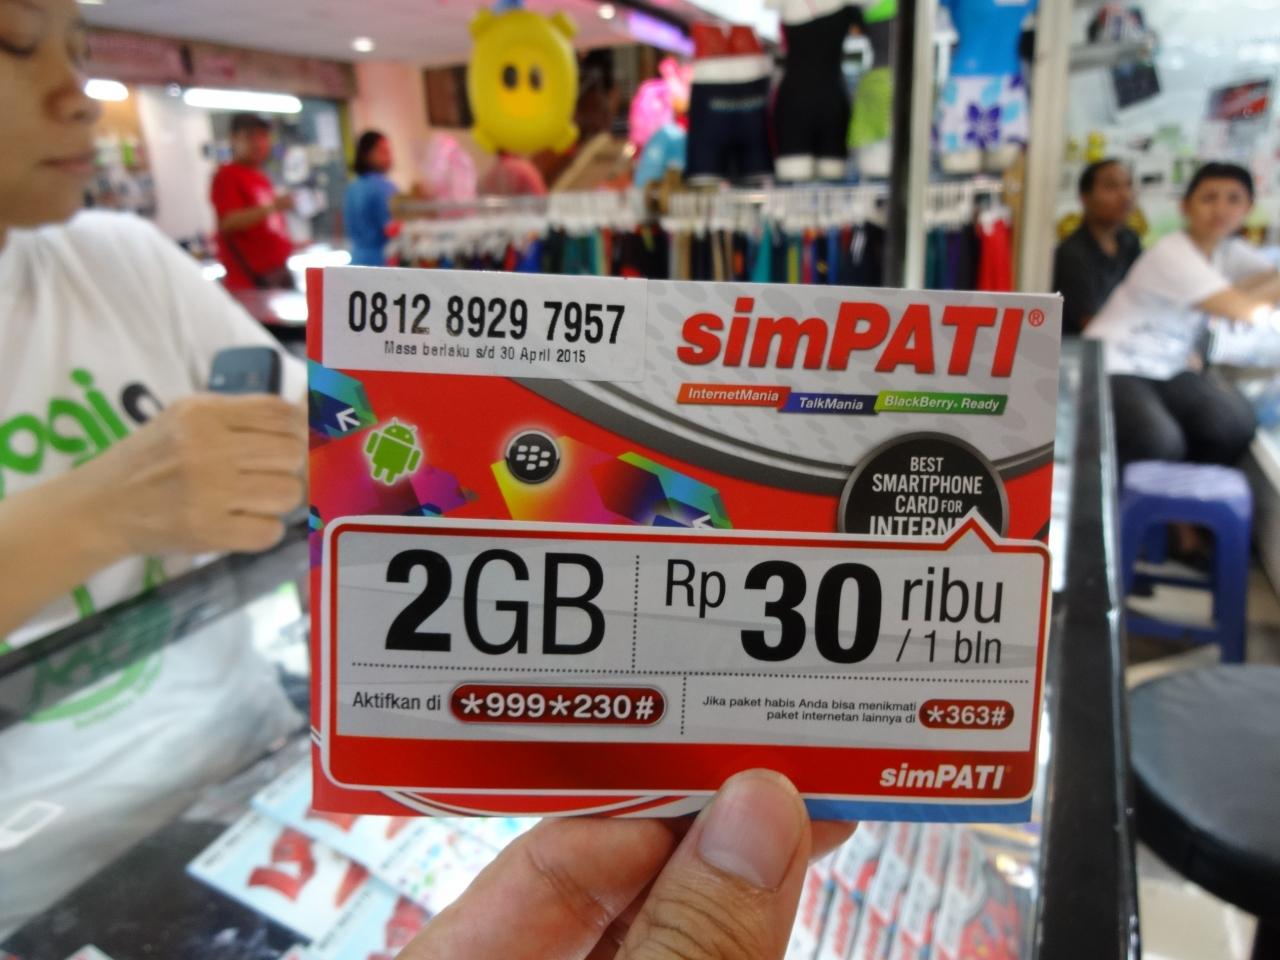 0812 8929 7957
Masa berlaku s/d 30 April 2015
simPATI®
InternetMania TalkMania BlackBerry® Ready
BEST
SMARTPHONE
CARD FOR
2GB
Rp 30 ribu
/ 1 bln
Aktifkan di *999*230#
Jika paket habis Anda bisa menikmati
paket internetan lainnya di *363#
simPATI